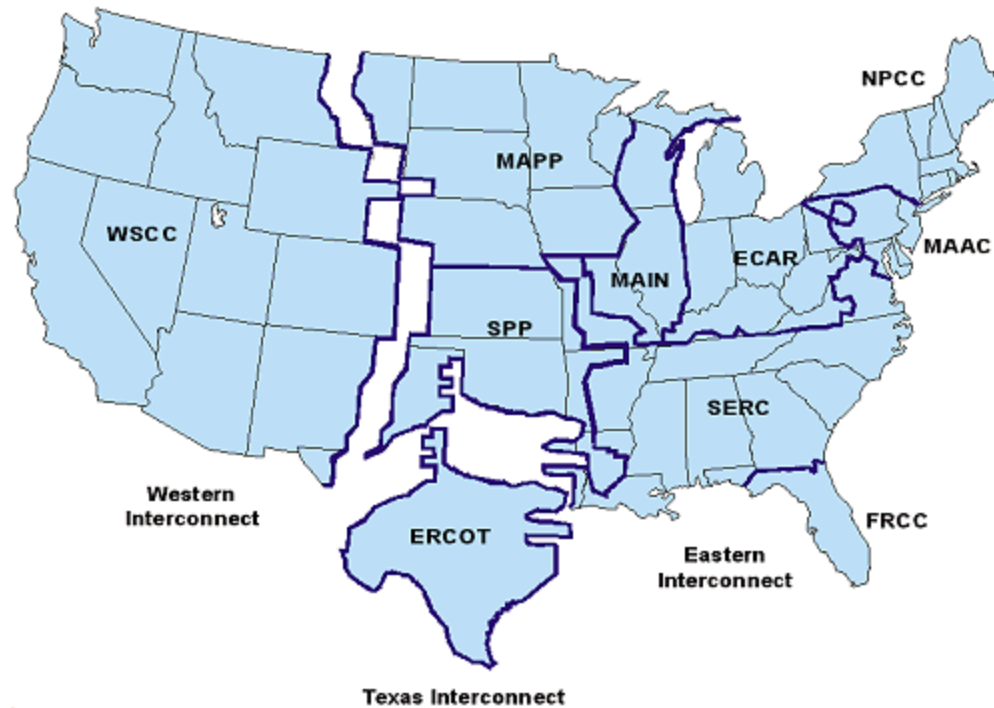 NPCC
MAPP
WSCC
MAAC
ECAR
MAIN
SPP
SERC
Western
Interconnect
FRCC
ERCOT
Eastern
Interconnect
Texas Interconnect